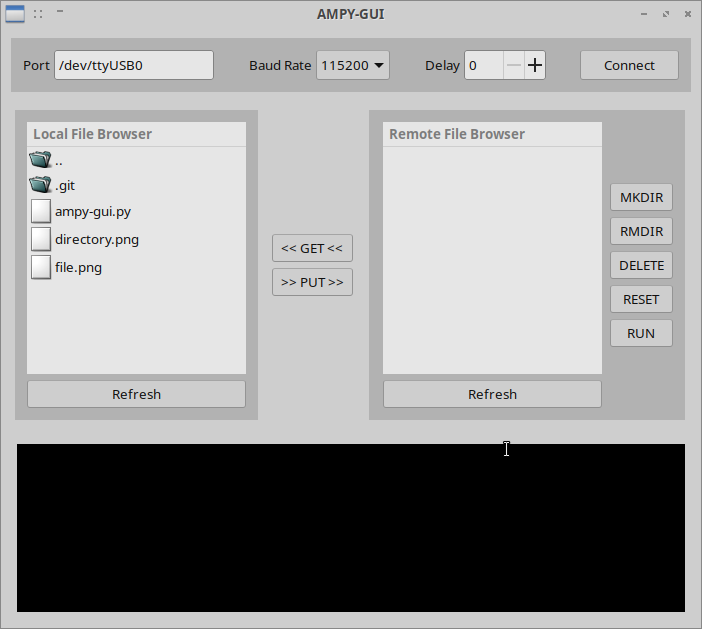 AMPY-GUI
Port /dev/ttyUSB0 Baud Rate 115200 Delay 0 Connect
Local File Browser
..
.git
ampy-gui.py
directory.png
file.png
Refresh
<< GET <<
>> PUT >>
Remote File Browser
Refresh
MKDIR
RMDIR
DELETE
RESET
RUN